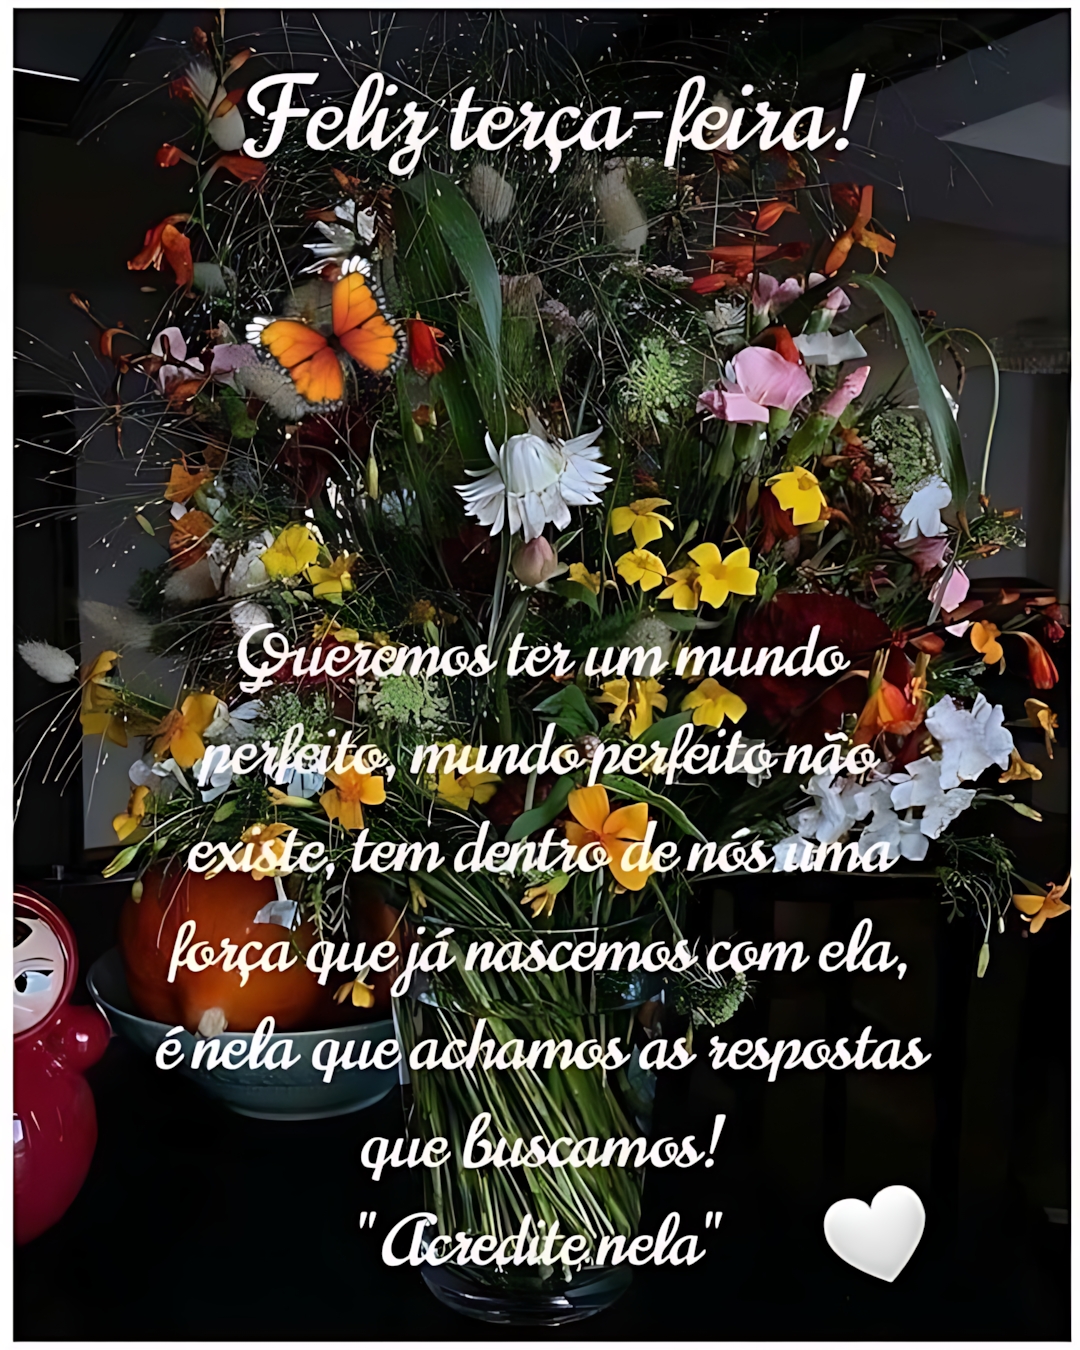 Feliz terça-feira!
Queremos ter um mundo
perfeito, mundo perfeito não
existe, tem dentro de nós uma
força que já nascemos com ela,
é nela que achamos as respostas
que buscamos!
"Acredite nela"